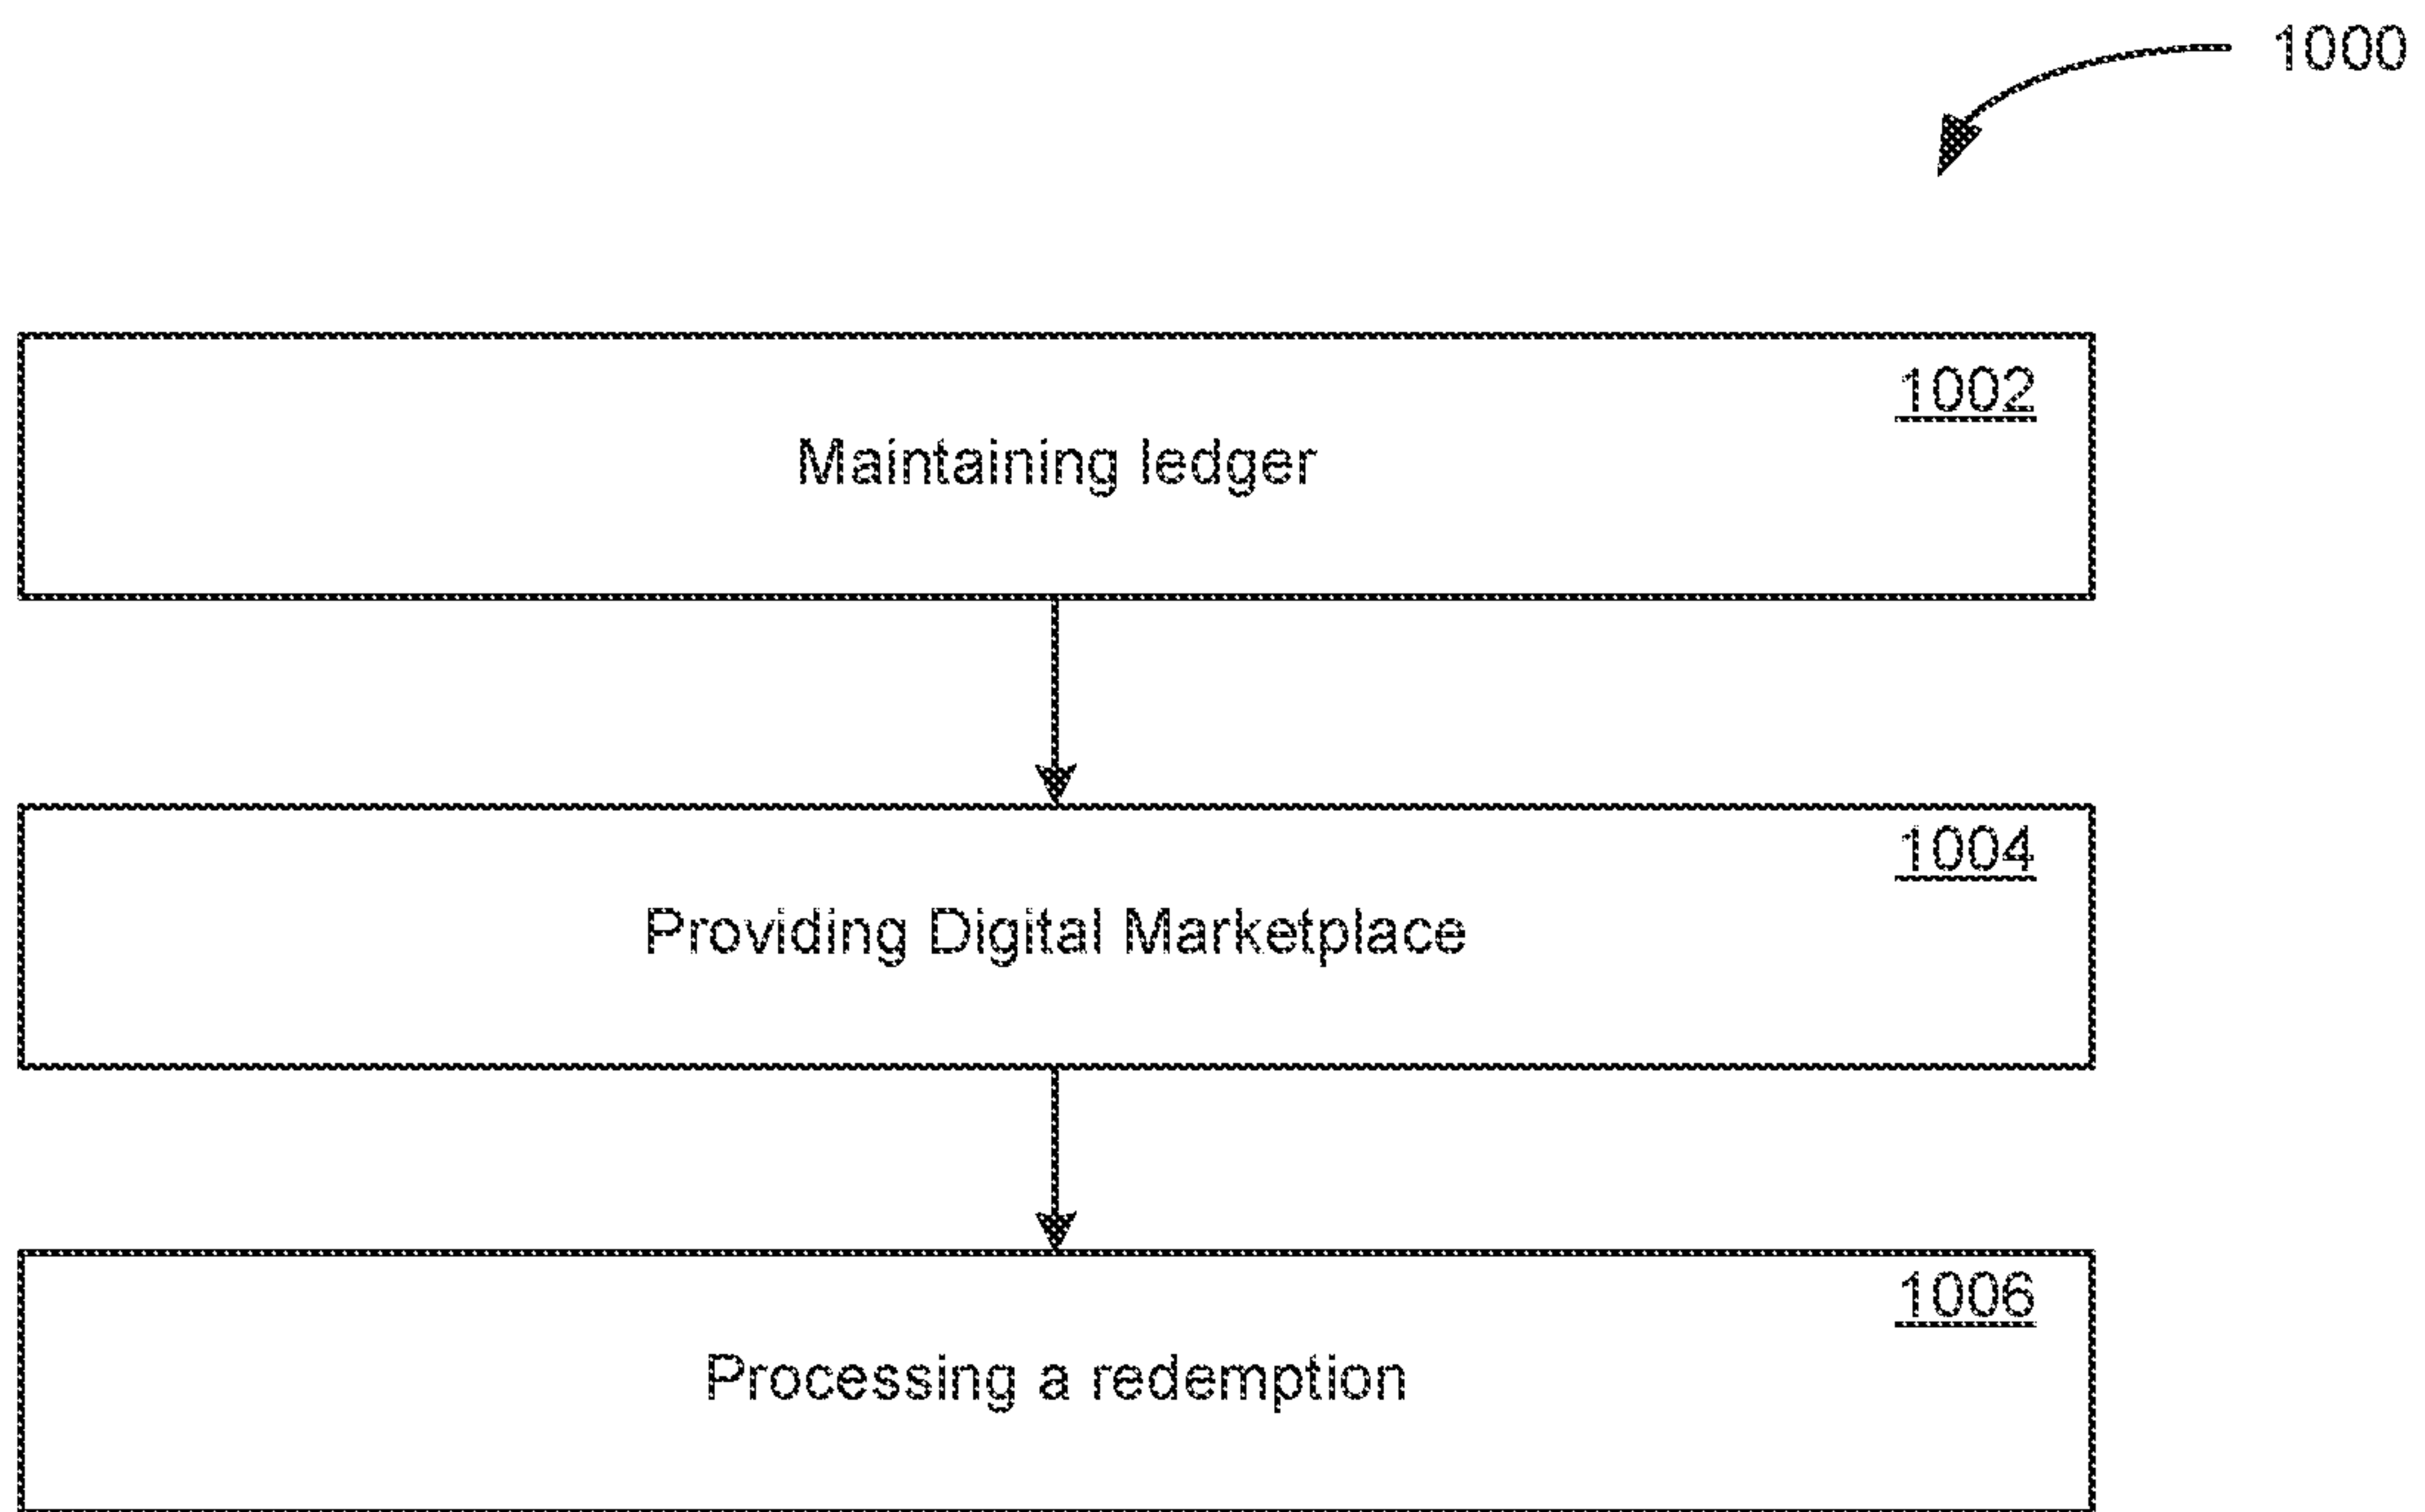 1000
1002
Maintaining ledger
1004
Providing Digital Marketplace
1006
Processing a redemption